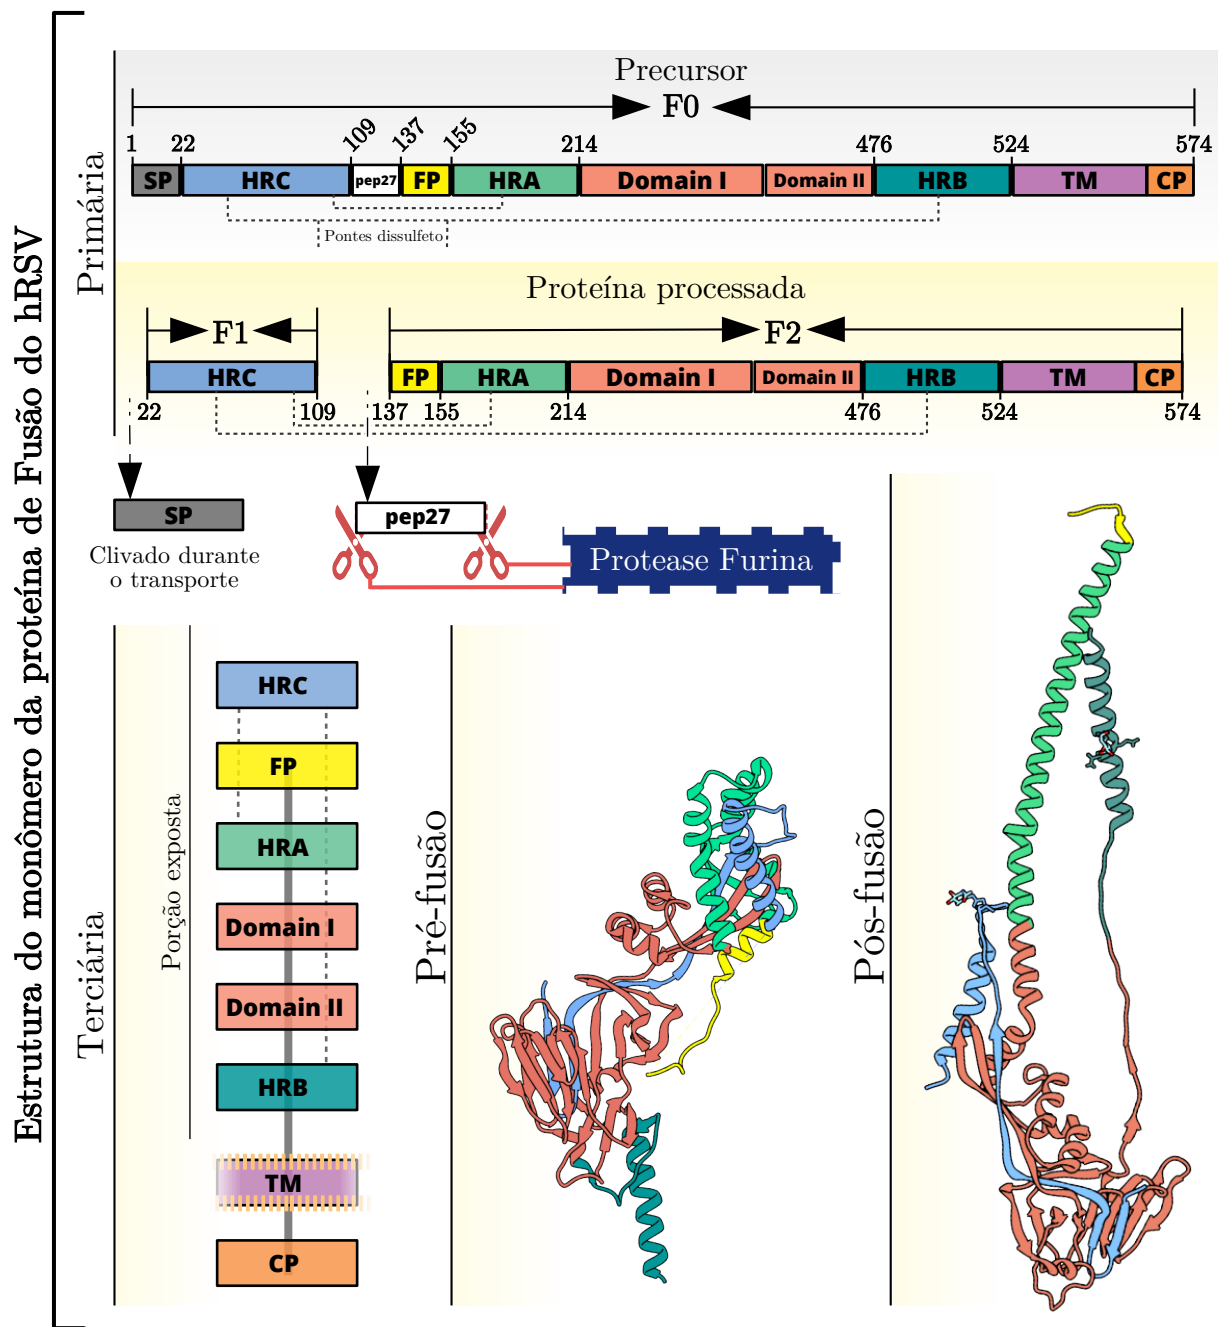 Estrutura do monômero da proteína de Fusão do hRSV
Primária
Precursor
F0
1 22 109 137 155 214 476 524 574
SP HRC pep27 FP HRA Domain I Domain II HRB TM CP
Pontes dissulfeto
Proteína processada
F1 F2
HRC FP HRA Domain I Domain II HRB TM CP
22 109 137 155 214 476 524 574
SP
Clivado durante
o transporte
pep27
Protease Furina
Terciária
Porção exposta
HRC
FP
HRA
Domain I
Domain II
HRB
TM
CP
Pré-fusão
Pós-fusão